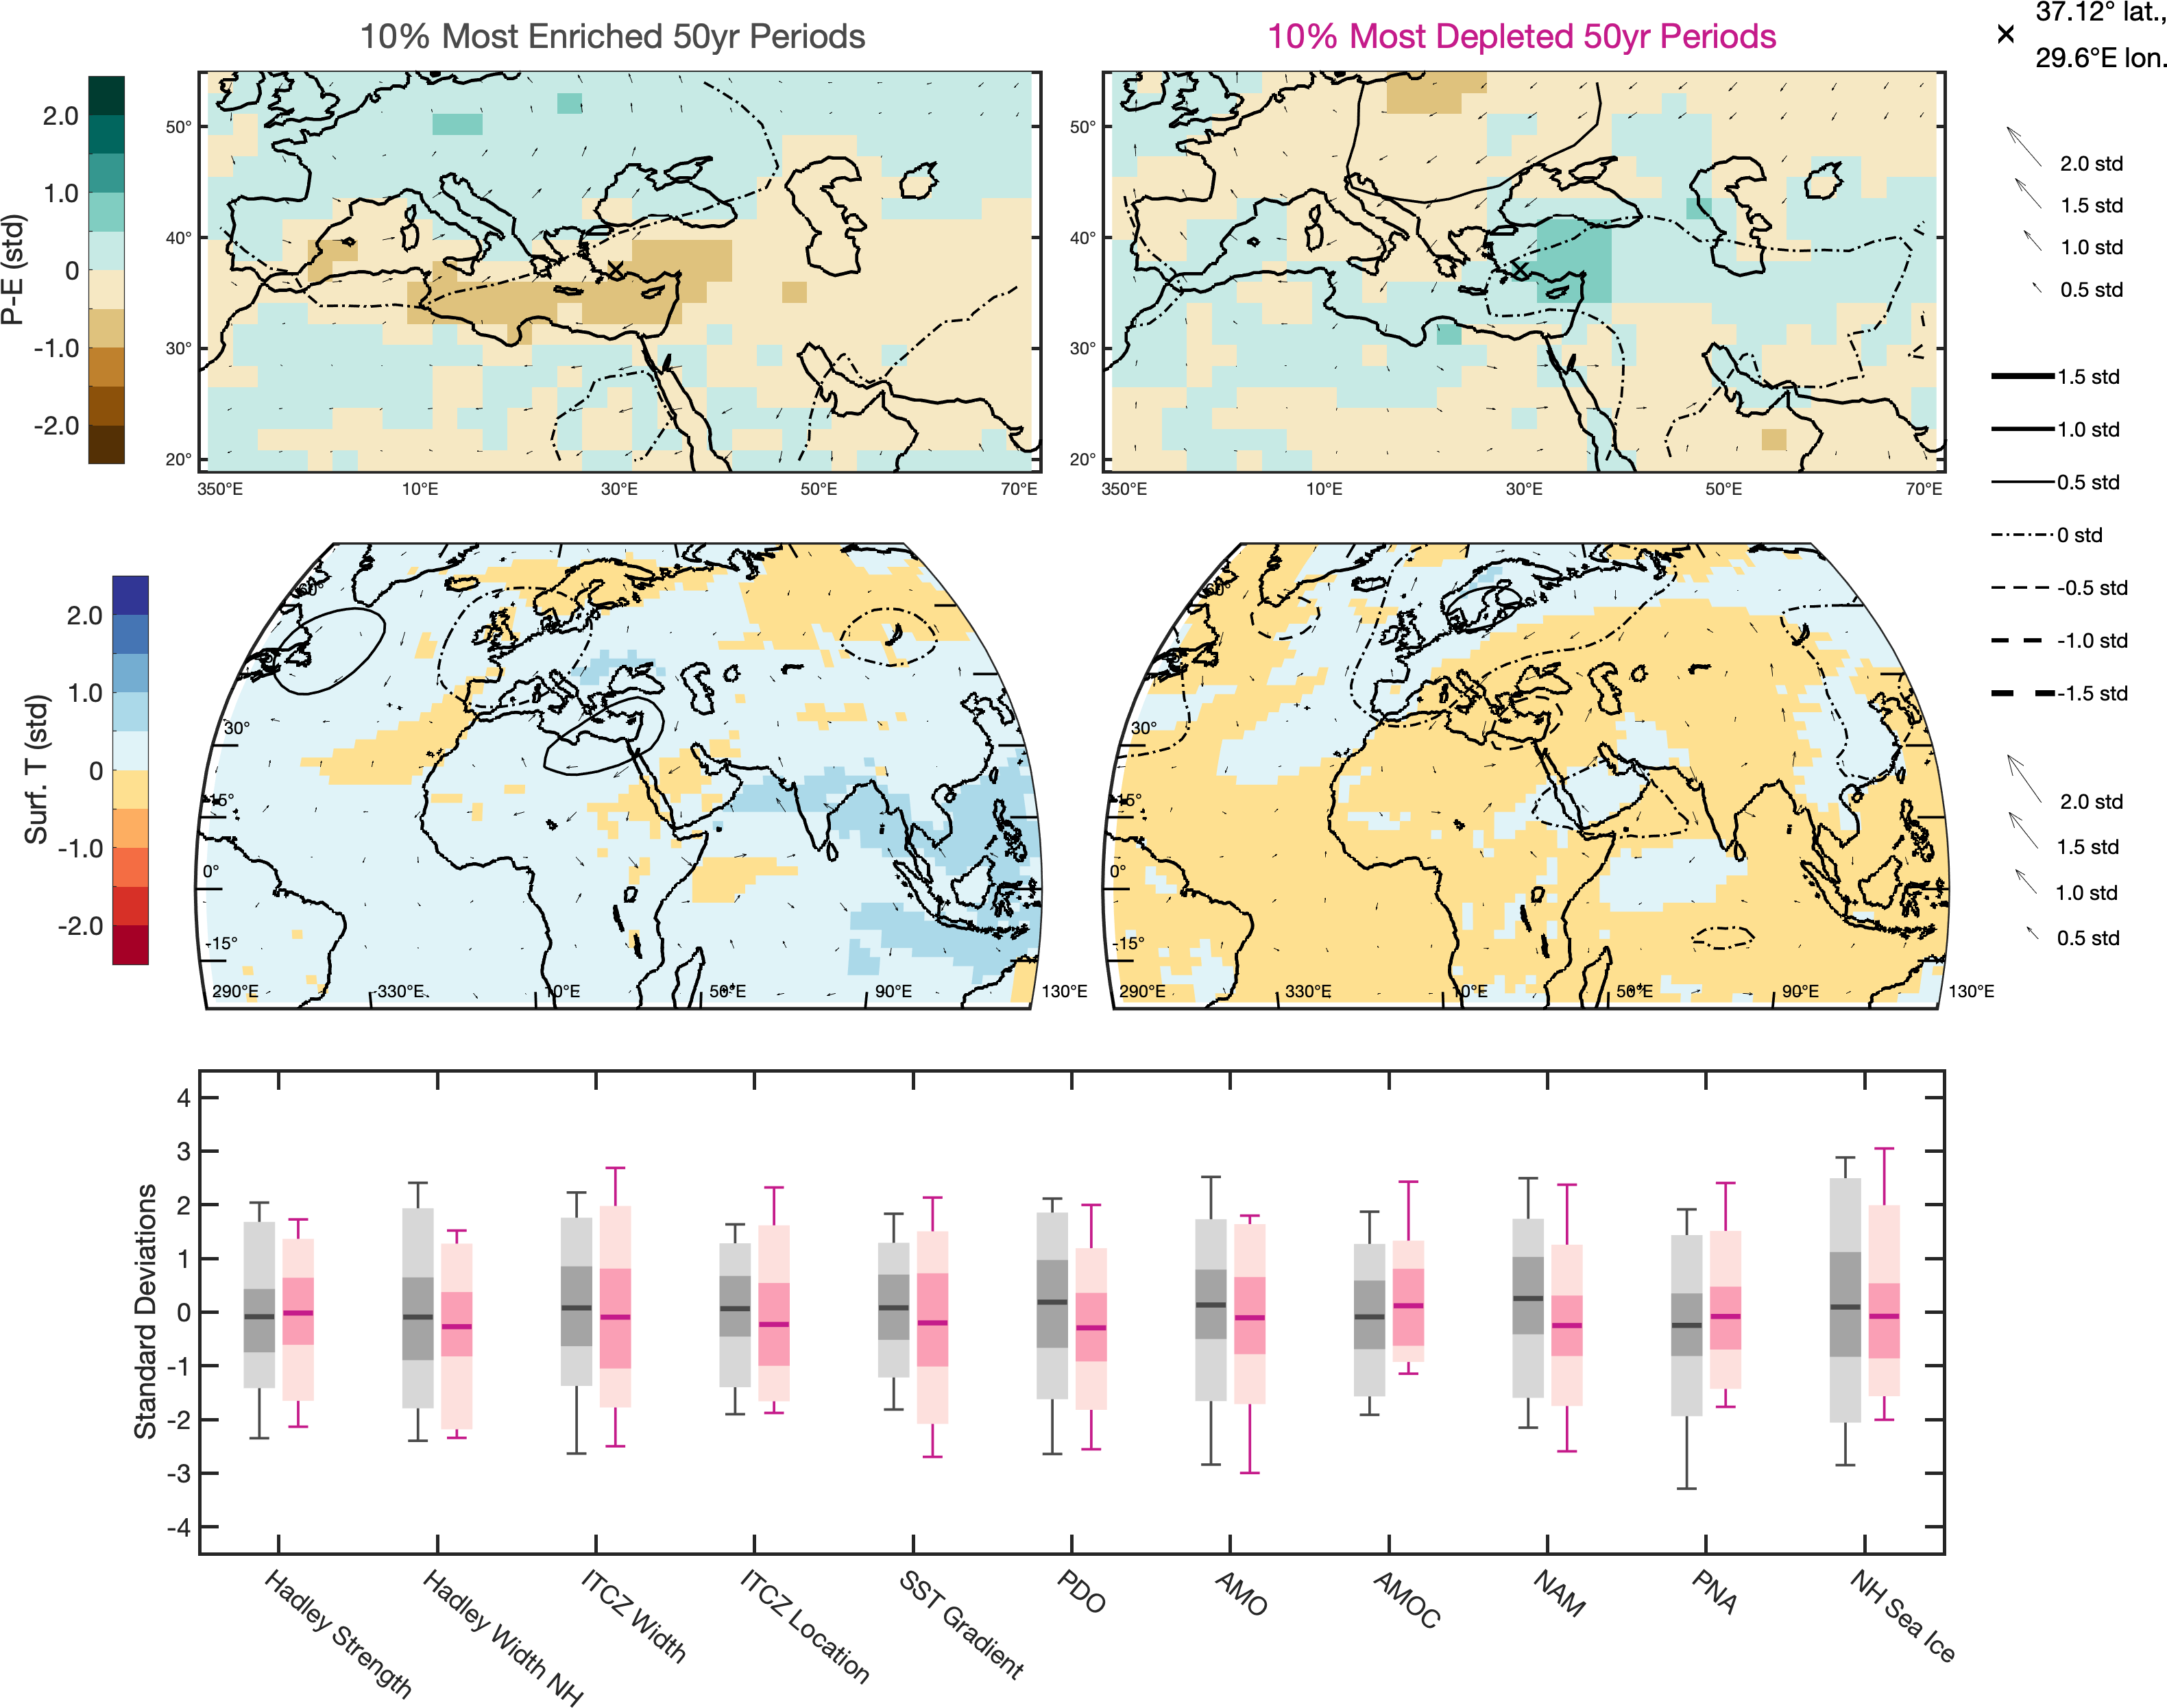 10% Most Enriched 50yr Periods
10% Most Depleted 50yr Periods
37.12° lat.,
29.6°E lon.
P-E (std)
2.0
1.0
0
-1.0
-2.0
50°
40°
30°
20°
350°E
10°E
30°E
50°E
70°E
50°
40°
30°
20°
350°E
10°E
30°E
50°E
70°E
2.0 std
1.5 std
1.0 std
0.5 std
1.5 std
1.0 std
0.5 std
0 std
-0.5 std
-1.0 std
-1.5 std
Surf. T (std)
2.0
1.0
0
-1.0
-2.0
60°
30°
15°
0°
-15°
290°E
330°E
10°E
50°E
90°E
130°E
60°
30°
15°
0°
-15°
290°E
330°E
10°E
50°E
90°E
130°E
2.0 std
1.5 std
1.0 std
0.5 std
Standard Deviations
4
3
2
1
0
-1
-2
-3
-4
Hadley Strength
Hadley Width NH
ITCZ Width
ITCZ Location
SST Gradient
PDO
AMO
AMOC
NAM
PNA
NH Sea Ice